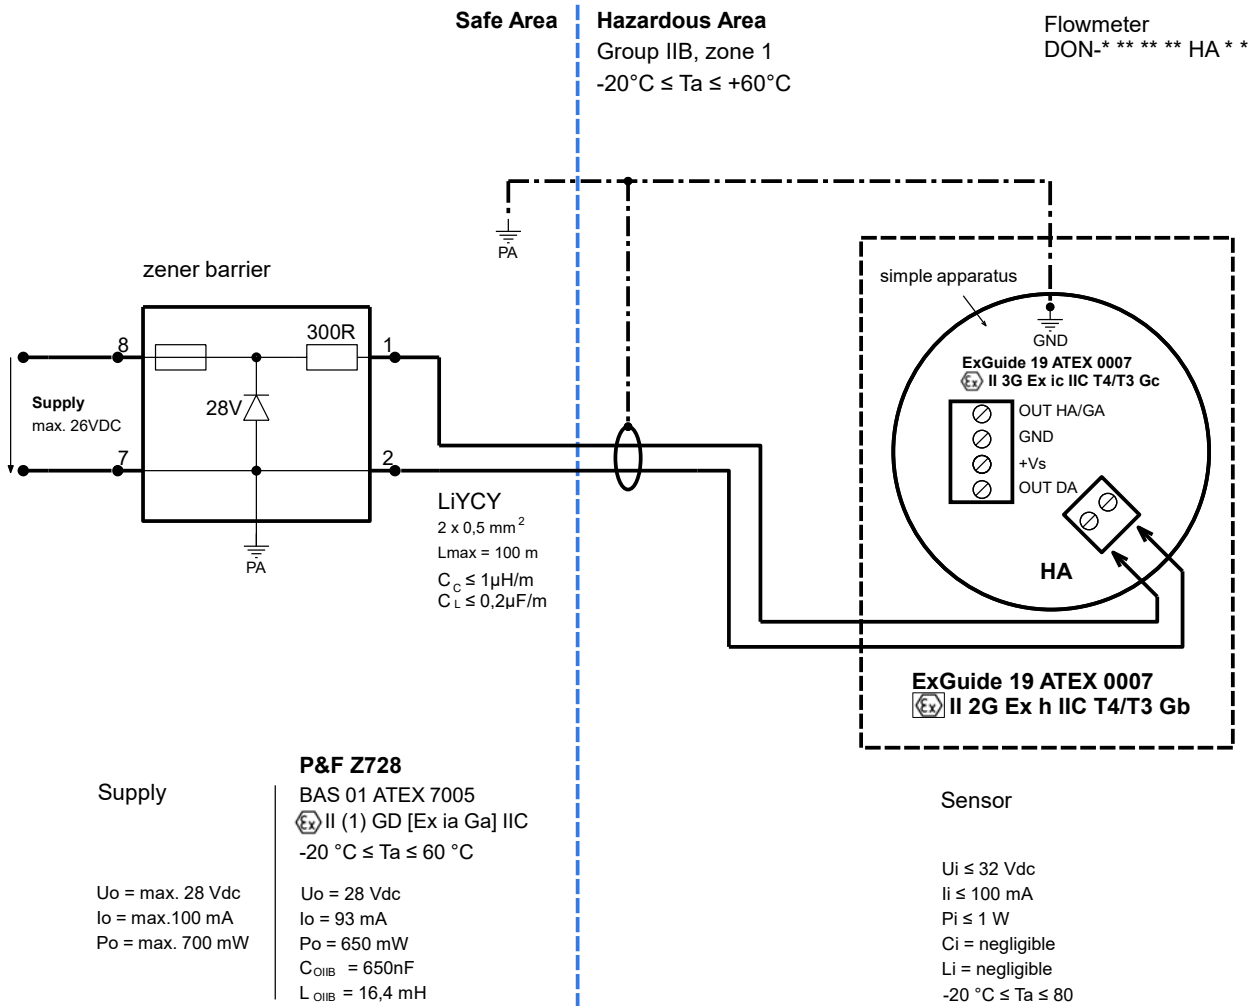 Safe Area
Hazardous Area
Group IIB, zone 1
-20°C ≤ Ta ≤ +60°C
Flowmeter
DON-* ** ** ** HA * *
PA
zener barrier
8
300R
1
Supply
max. 26VDC
28V
7
2
PA
LiYCY
2 x 0,5 mm²
Lmax = 100 m
C C ≤ 1µH/m
C L ≤ 0,2µF/m
simple apparatus
GND
ExGuide 19 ATEX 0007
Ex II 3G Ex ic IIC T4/T3 Gc
OUT HA/GA
GND
+Vs
OUT DA
HA
ExGuide 19 ATEX 0007
Ex II 2G Ex h IIC T4/T3 Gb
Supply
Uo = max. 28 Vdc
Io = max.100 mA
Po = max. 700 mW
P&F Z728
BAS 01 ATEX 7005
Ex II (1) GD [Ex ia Ga] IIC
-20 °C ≤ Ta ≤ 60 °C
Uo = 28 Vdc
Io = 93 mA
Po = 650 mW
COIIB = 650nF
L OIIB = 16,4 mH
Sensor
Ui ≤ 32 Vdc
Ii ≤ 100 mA
Pi ≤ 1 W
Ci = negligible
Li = negligible
-20 °C ≤ Ta ≤ 80